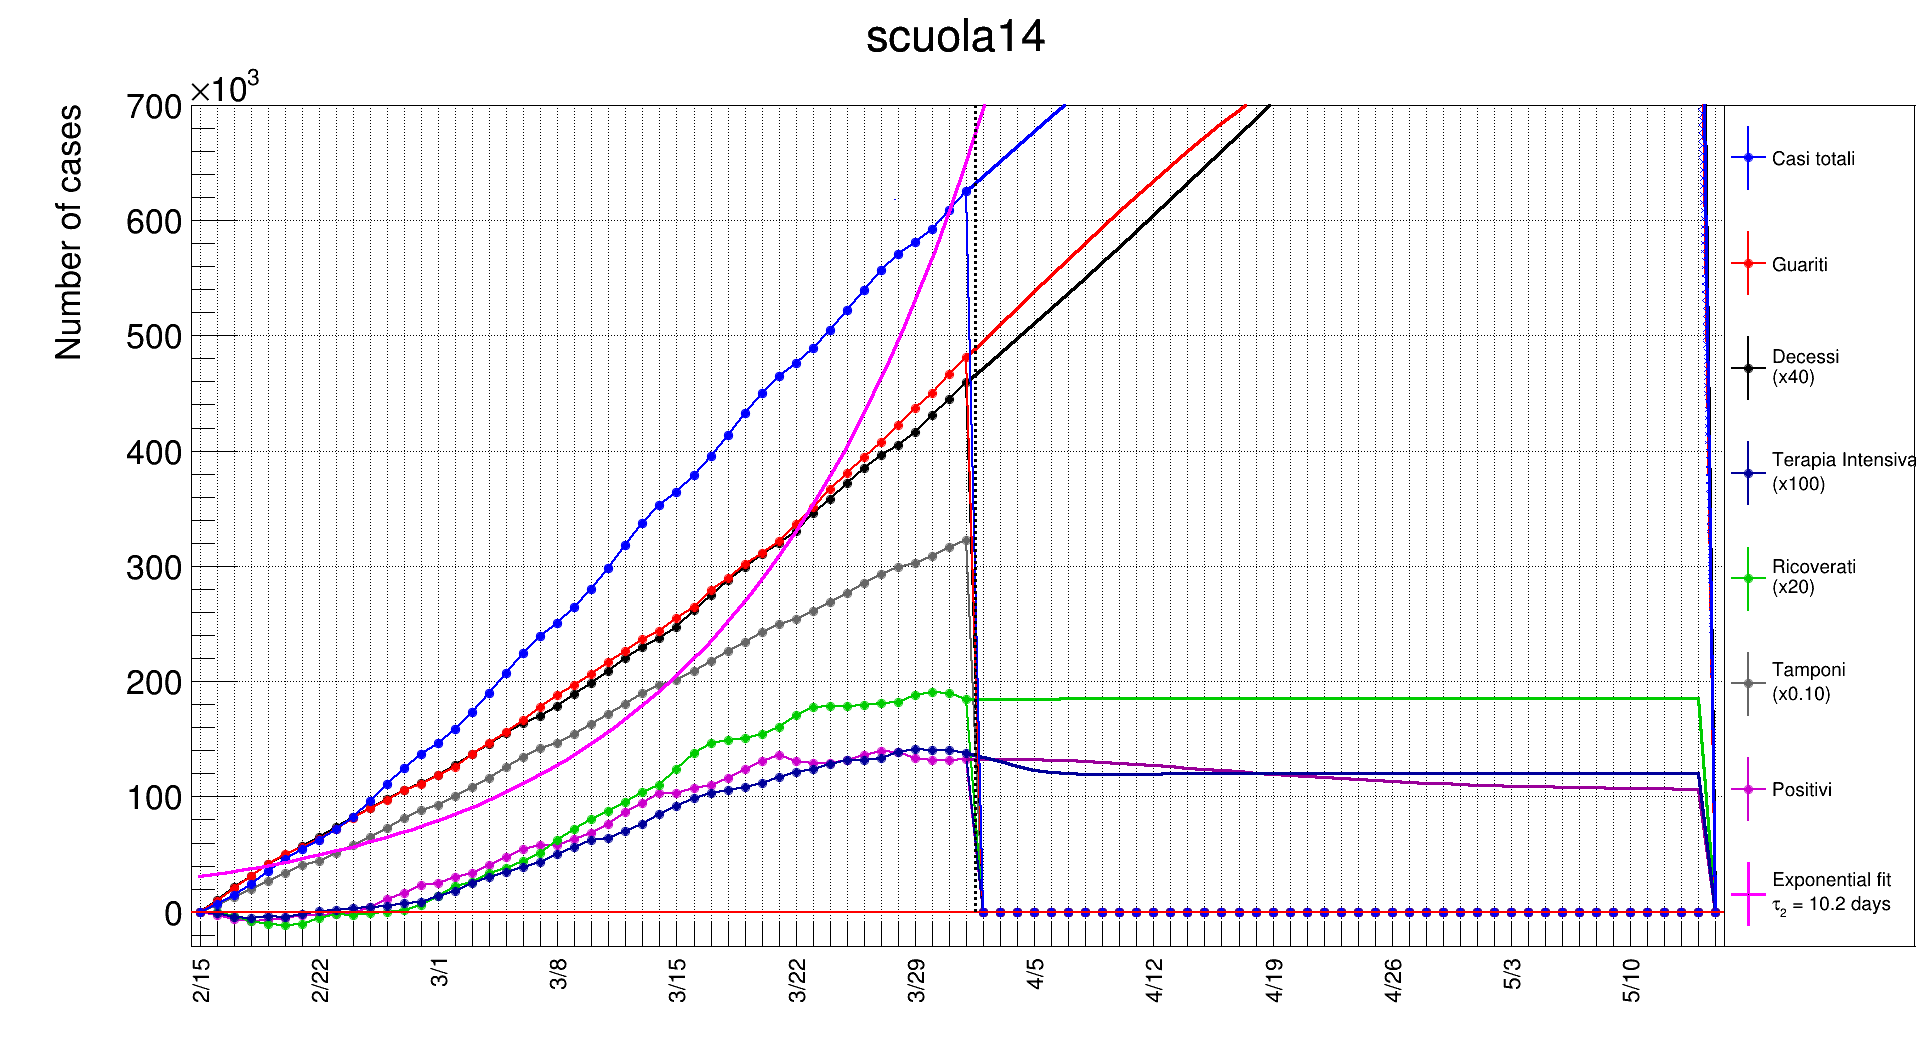 scuola14
×10³
Number of cases
700
600
500
400
300
200
100
0
2/15
2/22
3/1
3/8
3/15
3/22
3/29
4/5
4/12
4/19
4/26
5/3
5/10
Casi totali
Guariti
Decessi
(x40)
Terapia Intensiva
(x100)
Ricoverati
(x20)
Tamponi
(x0.10)
Positivi
Exponential fit
τ₂ = 10.2 days